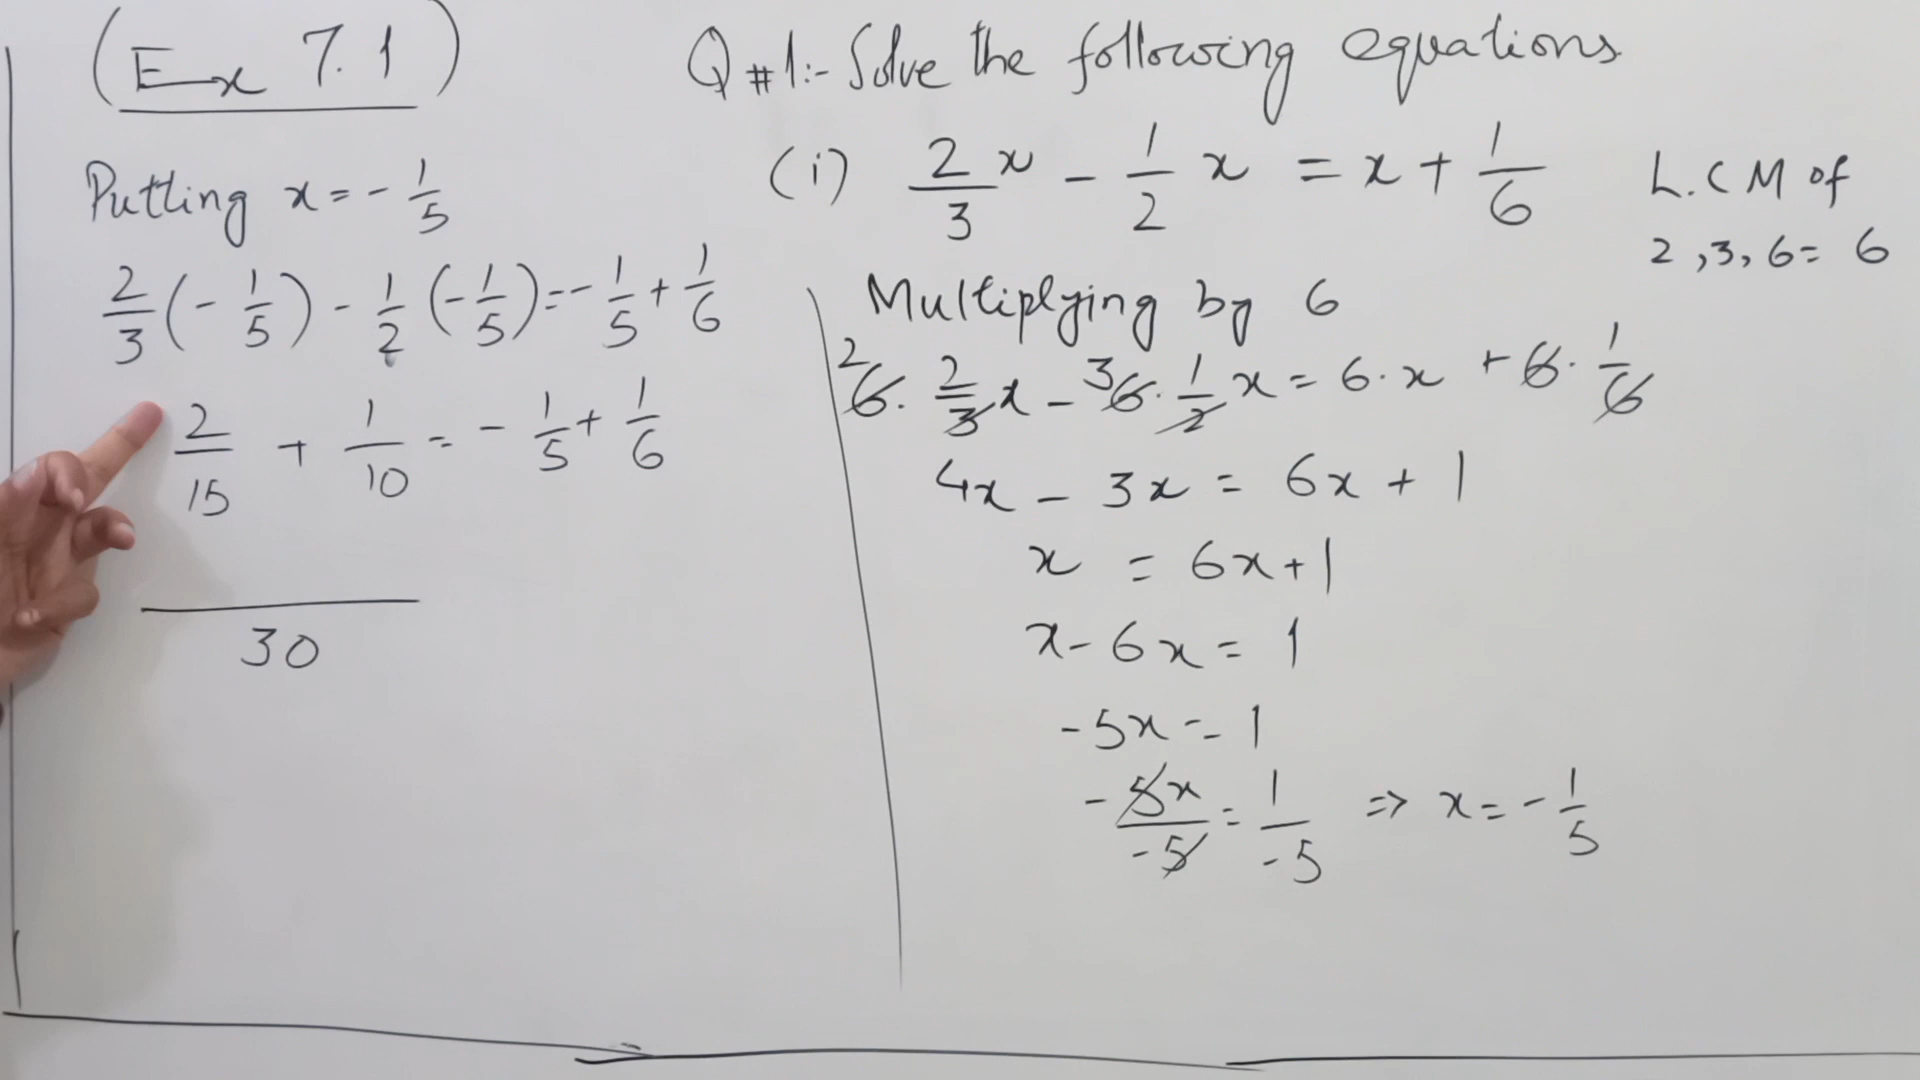 (Ex 7.1)
Putting x = - 1/5
2/3 (- 1/5) - 1/2 (- 1/5) = - 1/5 + 1/6
2/15 + 1/10 = - 1/5 + 1/6
30
Q #1:- Solve the following equations
(i) 2/3 x - 1/2 x = x + 1/6
L.C M of
2 ,3, 6 = 6
Multiplying by 6
2 6. 2/3 x - 3 6. 1/2 x = 6. x + 6. 1/6
4x - 3x = 6x + 1
x = 6x + 1
x - 6x = 1
-5x = 1
-5x/-5 = 1/-5 => x = - 1/5